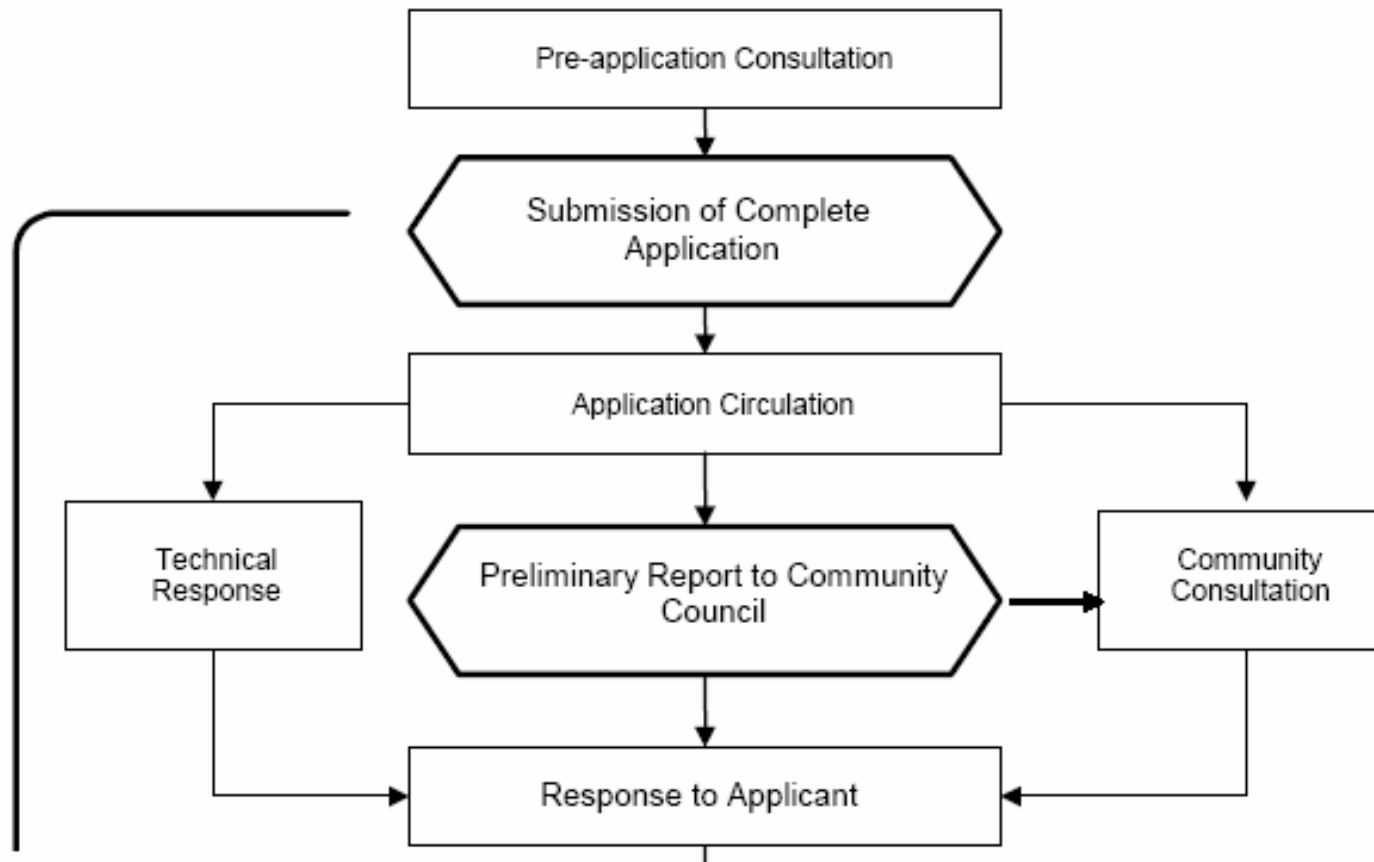 Pre-application Consultation
Submission of Complete
Application
Application Circulation
Technical
Response
Preliminary Report to Community
Council
Community
Consultation
Response to Applicant